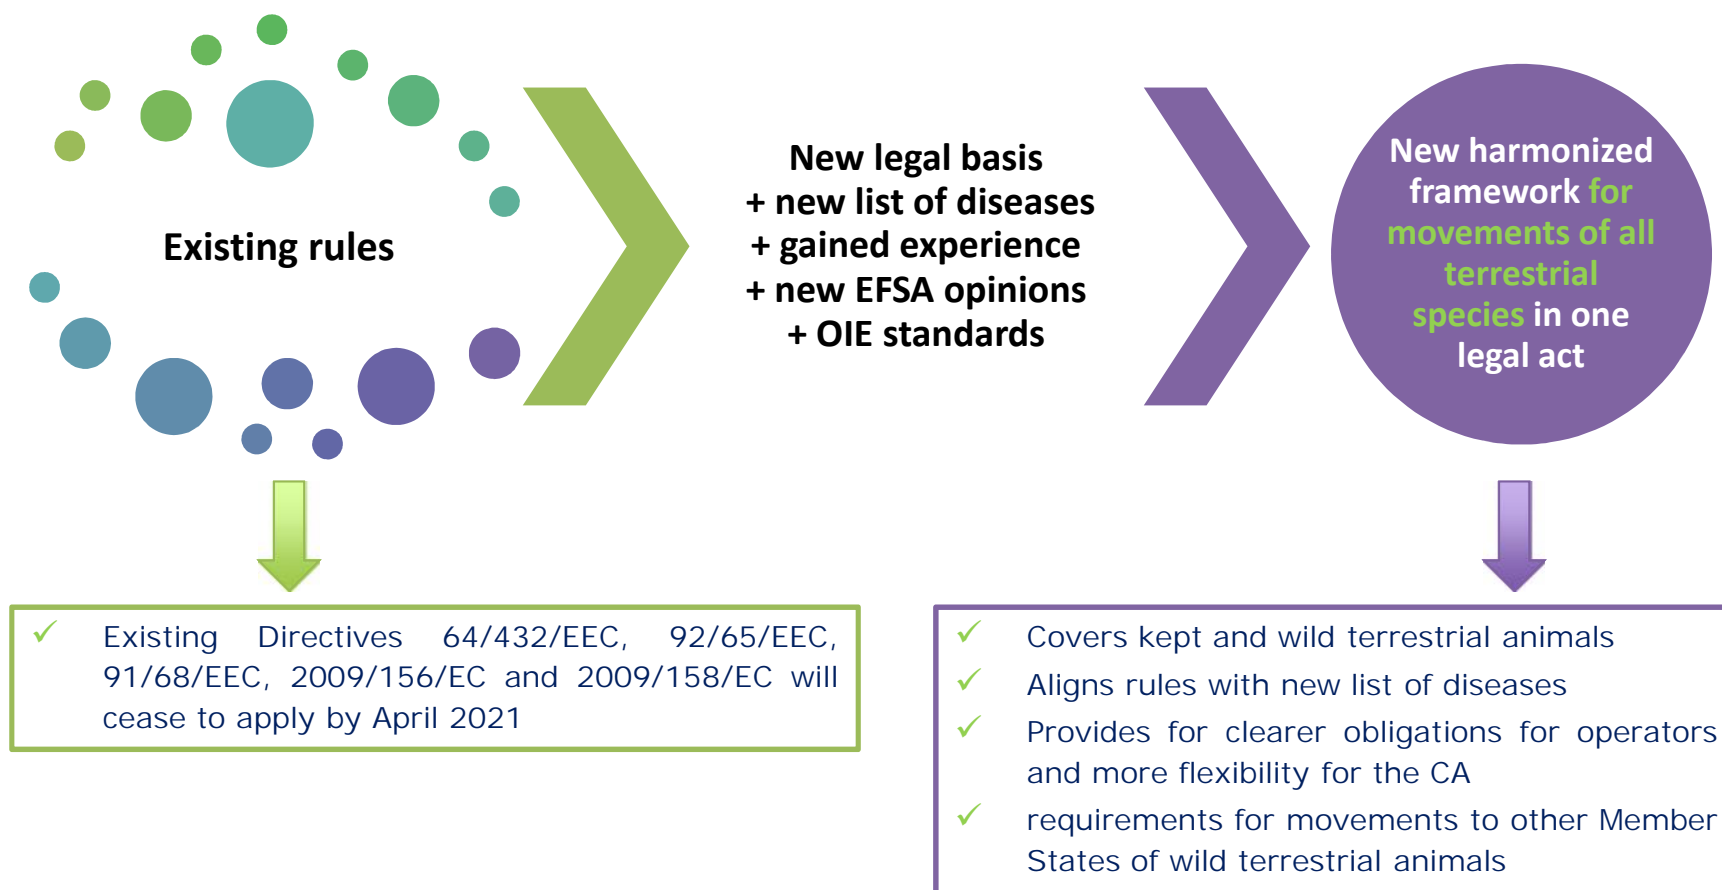 Existing rules
New legal basis
+ new list of diseases
+ gained experience
+ new EFSA opinions
+ OIE standards
New harmonized
framework for
movements of all
terrestrial
species in one
legal act
✓ Existing Directives 64/432/EEC, 92/65/EEC,
91/68/EEC, 2009/156/EC and 2009/158/EC will
cease to apply by April 2021
✓ Covers kept and wild terrestrial animals
✓ Aligns rules with new list of diseases
✓ Provides for clearer obligations for operators
and more flexibility for the CA
✓ requirements for movements to other Member
States of wild terrestrial animals